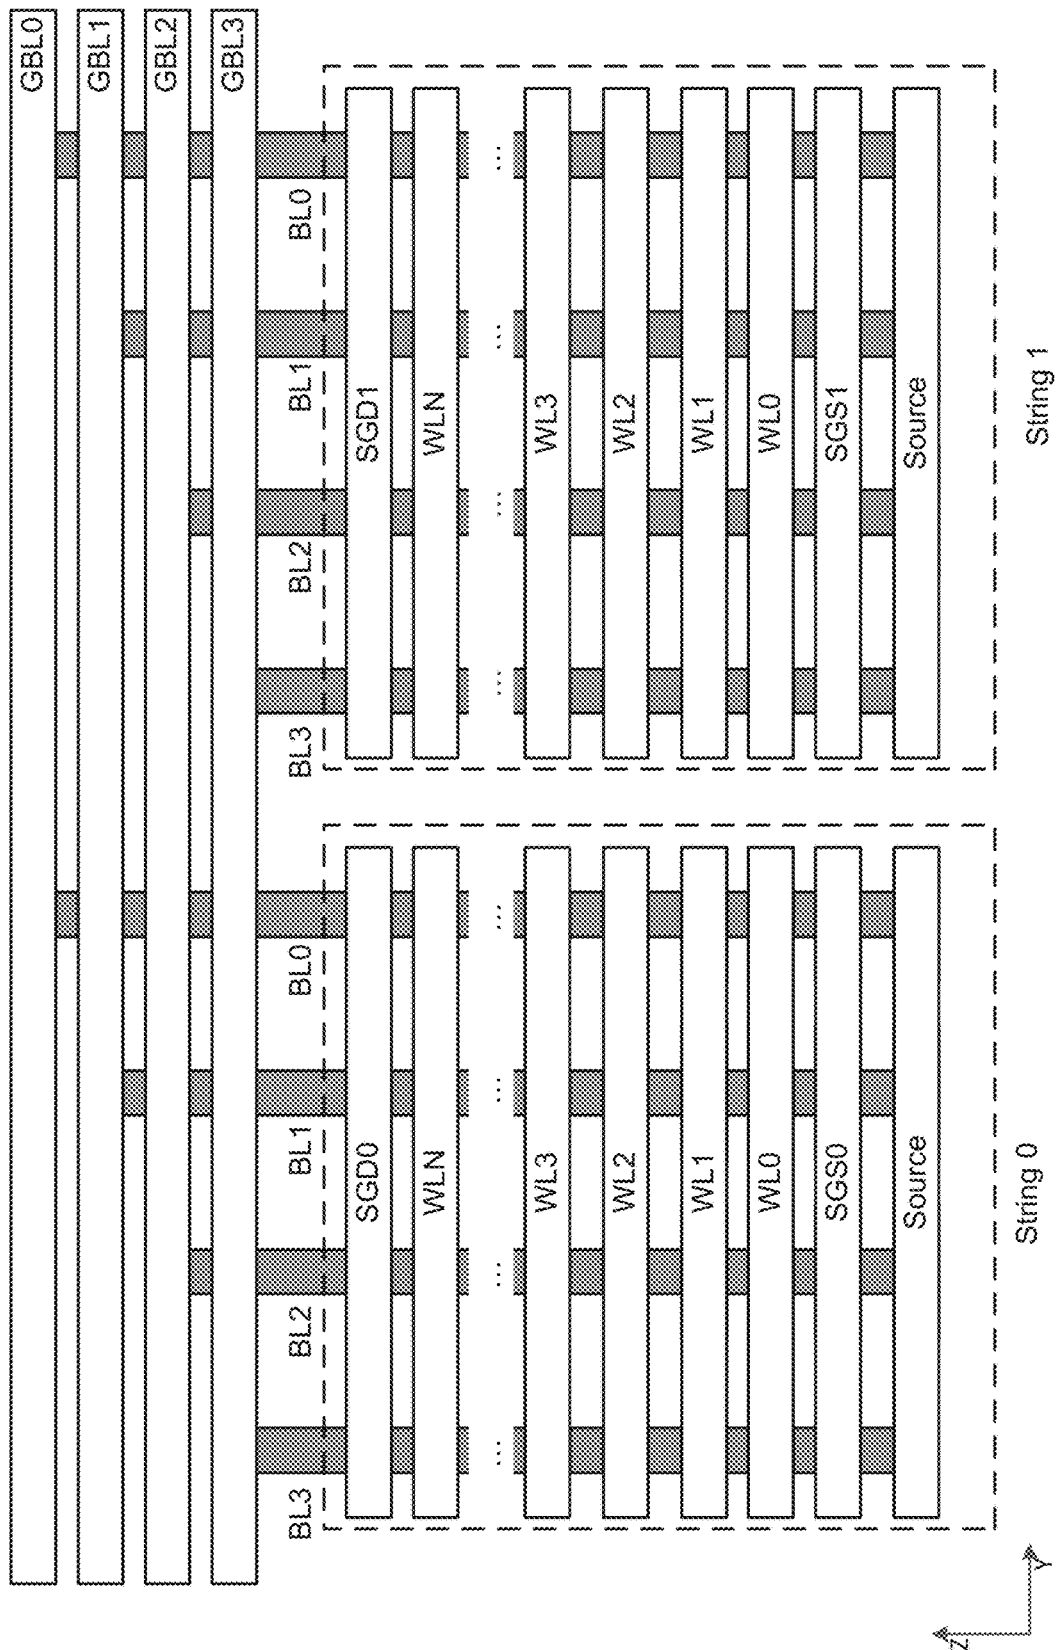 GBL0
GBL1
GBL2
GBL3
BL0
BL1
BL2
BL3
SGD1
WLN
... ... ... ...
WL3
WL2
WL1
WL0
SGS1
Source
String 1
BL0
BL1
BL2
BL3
SGD0
WLN
... ... ... ...
WL3
WL2
WL1
WL0
SGS0
Source
String 0
Z
Y